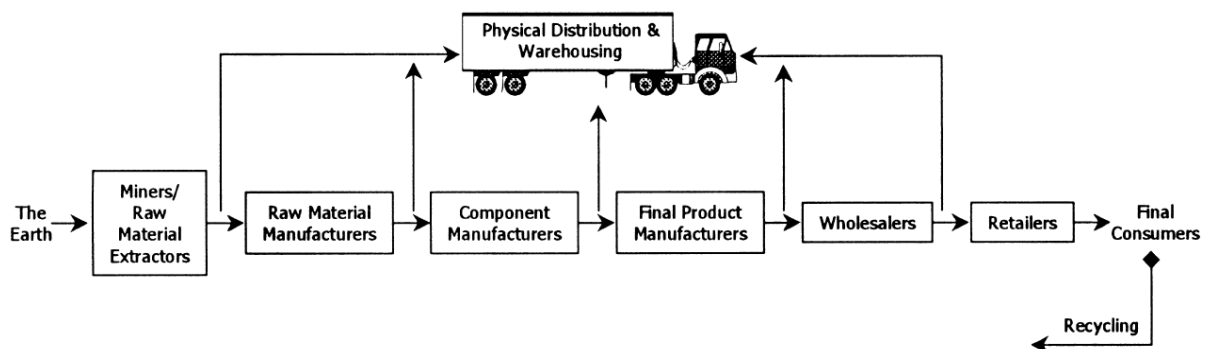 Physical Distribution &
Warehousing
The
Earth
Miners/
Raw
Material
Extractors
Raw Material
Manufacturers
Component
Manufacturers
Final Product
Manufacturers
Wholesalers
Retailers
Final
Consumers
Recycling